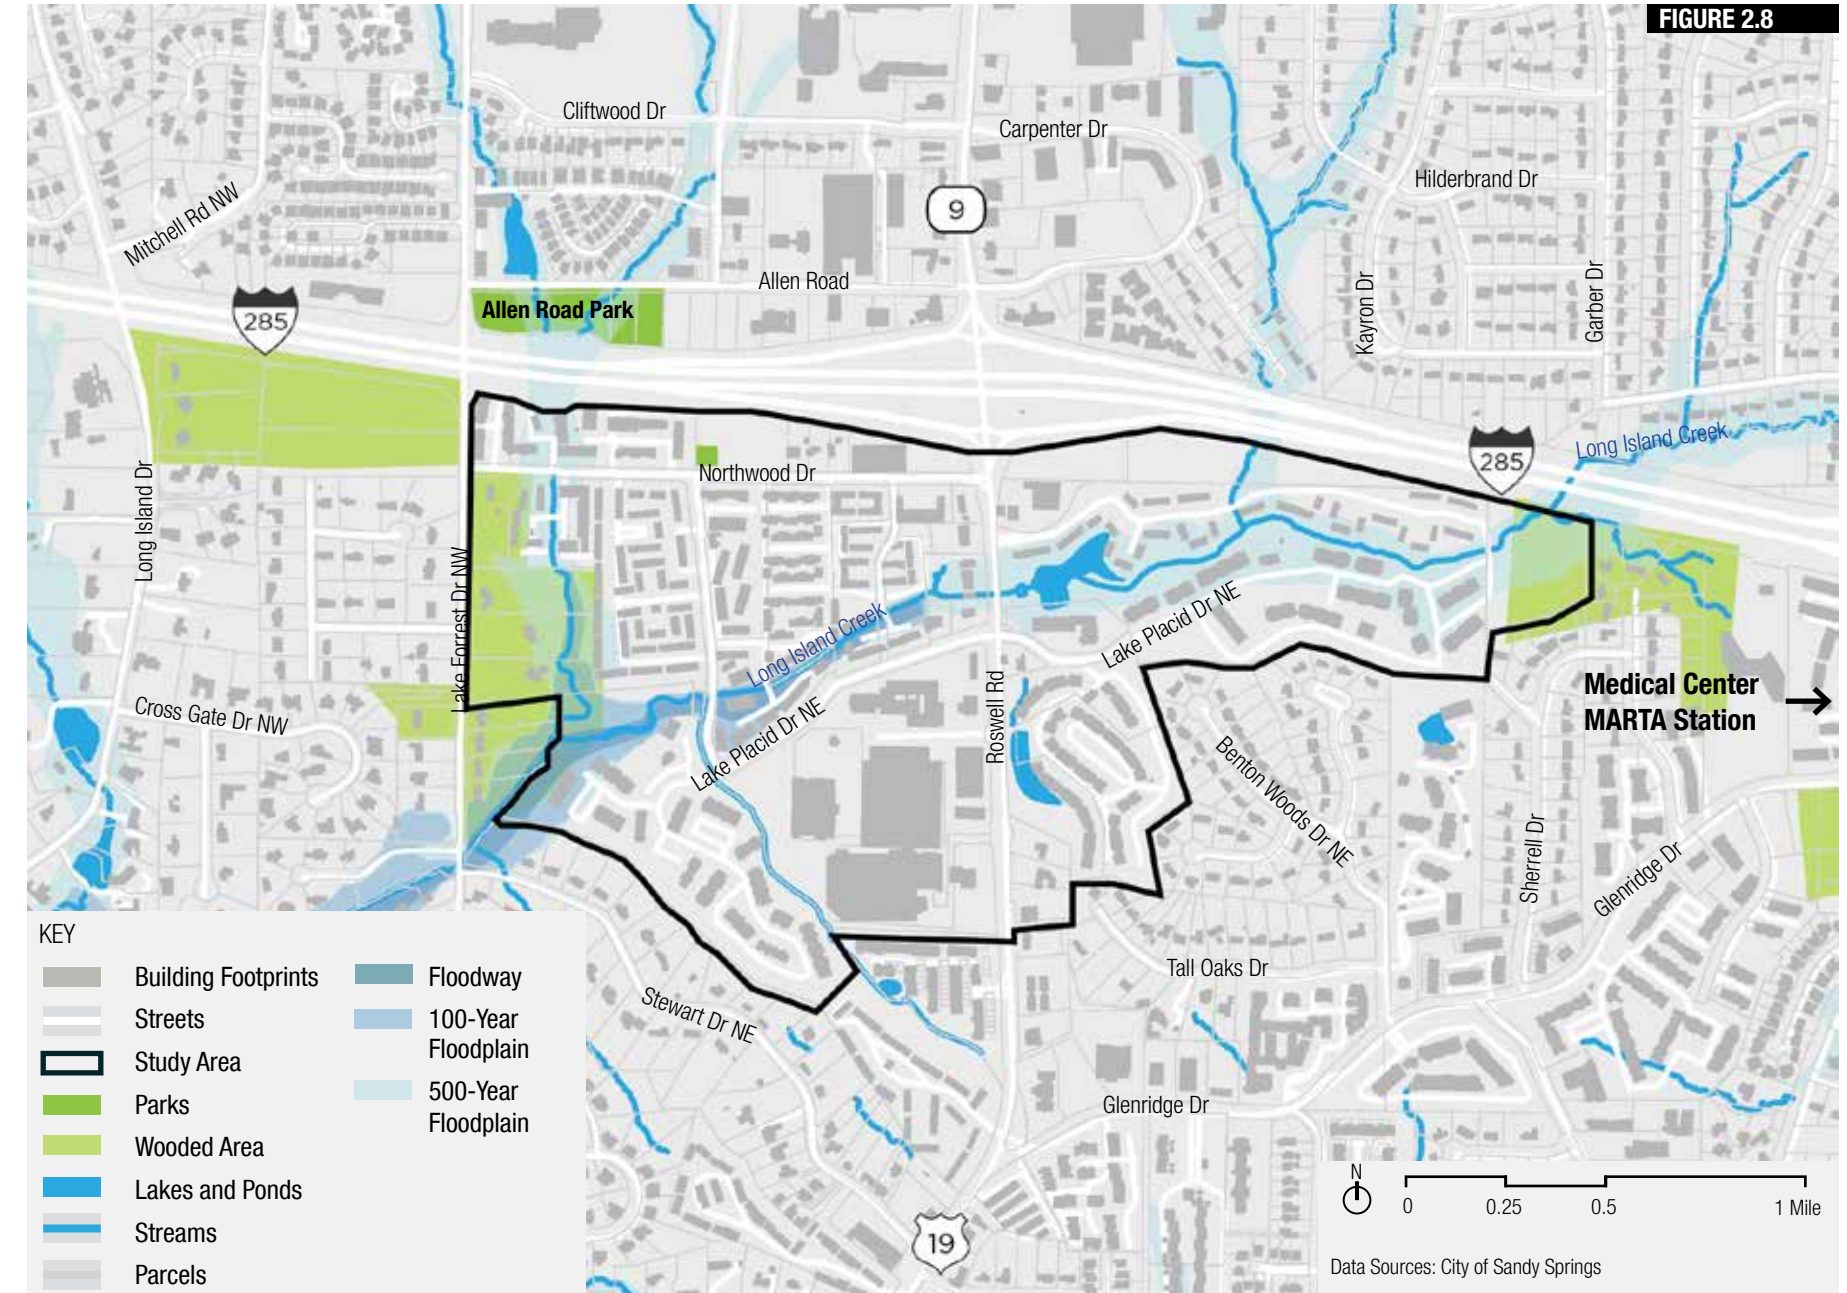 FIGURE 2.8
Cliftwood Dr
Carpenter Dr
Hilderbrand Dr
Mitchell Rd NW
9
Allen Road
Allen Road Park
285
Kayron Dr
Garber Dr
Long Island Creek
285
Northwood Dr
Long Island Dr
Lake Forrest Dr NW
Long Island Creek
Lake Placid Dr NE
Cross Gate Dr NW
Lake Placid Dr NE
Roswell Rd
Medical Center
MARTA Station
Benton Woods Dr NE
Sherrell Dr
Glenridge Dr
Tall Oaks Dr
Stewart Dr NE
Glenridge Dr
19
KEY
Building Footprints
Streets
Study Area
Parks
Wooded Area
Lakes and Ponds
Streams
Parcels
Floodway
100-Year
Floodplain
500-Year
Floodplain
N
0 0.25 0.5 1 Mile
Data Sources: City of Sandy Springs